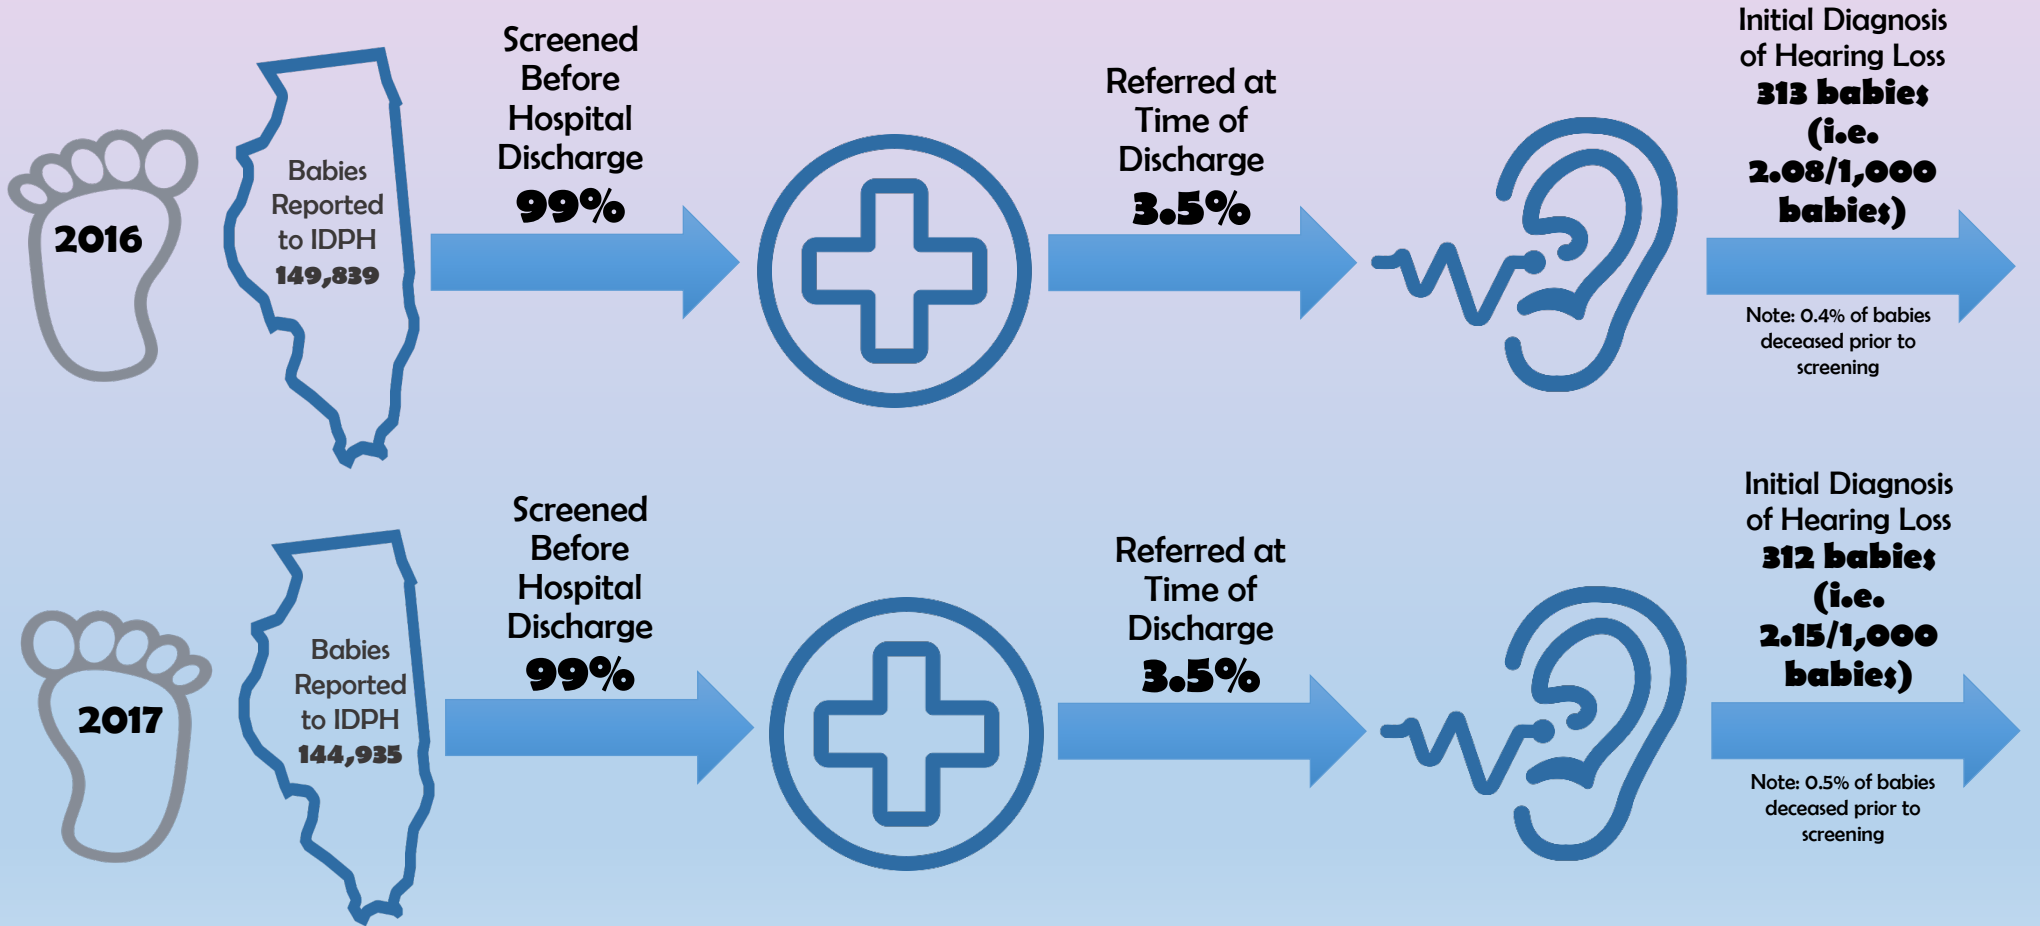 2016
Babies
Reported
to IDPH
149,839
Screened
Before
Hospital
Discharge
99%
Referred at
Time of
Discharge
3.5%
Initial Diagnosis
of Hearing Loss
313 babies
(i.e.
2.08/1,000
babies)
Note: 0.4% of babies
deceased prior to
screening
2017
Babies
Reported
to IDPH
144,935
Screened
Before
Hospital
Discharge
99%
Referred at
Time of
Discharge
3.5%
Initial Diagnosis
of Hearing Loss
312 babies
(i.e.
2.15/1,000
babies)
Note: 0.5% of babies
deceased prior to
screening